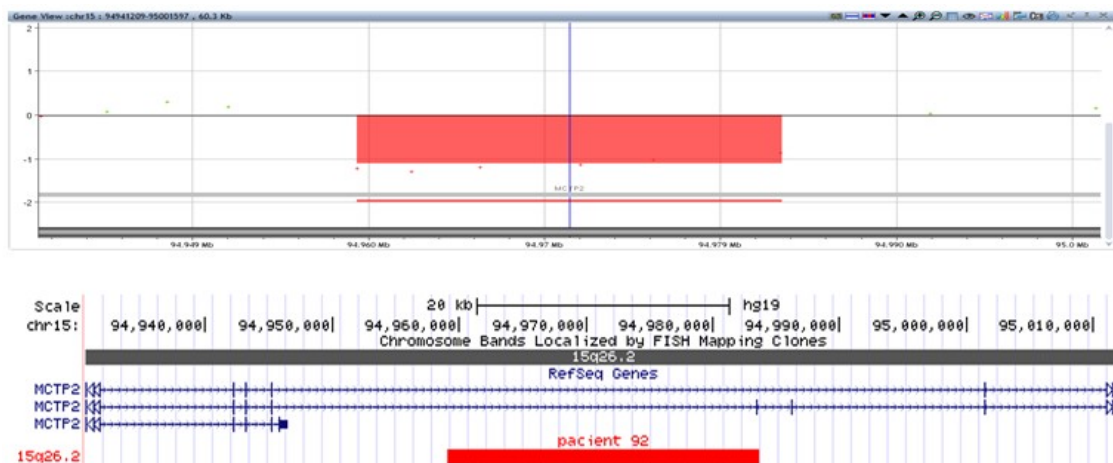 Gene View :chr15 : 94941209-95001597 , 60.3 Kb
2
1
0
-1
MCTP2
-2
94.949 Mb 94.960 Mb 94.97 Mb 94.979 Mb 94.990 Mb 95.0 Mb
Scale 20 kb hg19
chr15: 94,940,000 94,950,000 94,960,000 94,970,000 94,980,000 94,990,000 95,000,000 95,010,000
Chromosome Bands Localized by FISH Mapping Clones
15q26.2
RefSeq Genes
MCTP2
MCTP2
MCTP2
pacient 92
15q26.2